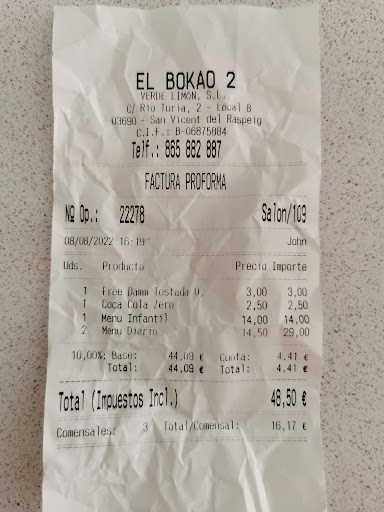 EL BOKAO 2
VERDE LIMON, S.L.
C/ Rio Turia, 2 - Local B
03690 - San Vicent del Raspeig
C.I.F.: B-06875884
Telf.: 865 882 887
FACTURA PROFORMA
Nº Op.: 22278 Salon/109
08/08/2022 16:19 John
Uds. Producto Precio Importe
1 Free Damm Tostada 0, 3,00 3,00
1 Coca Cola Zero 2,50 2,50
1 Menu Infantil 14,00 14,00
2 Menu Diario 14,50 29,00
10,00%: Base: 44,09 € Cuota: 4,41 €
Total: 44,09 € Total: 4,41 €
Total (Impuestos Incl.) 48,50 €
Comensales: 3 Total/Comensal: 16,17 €